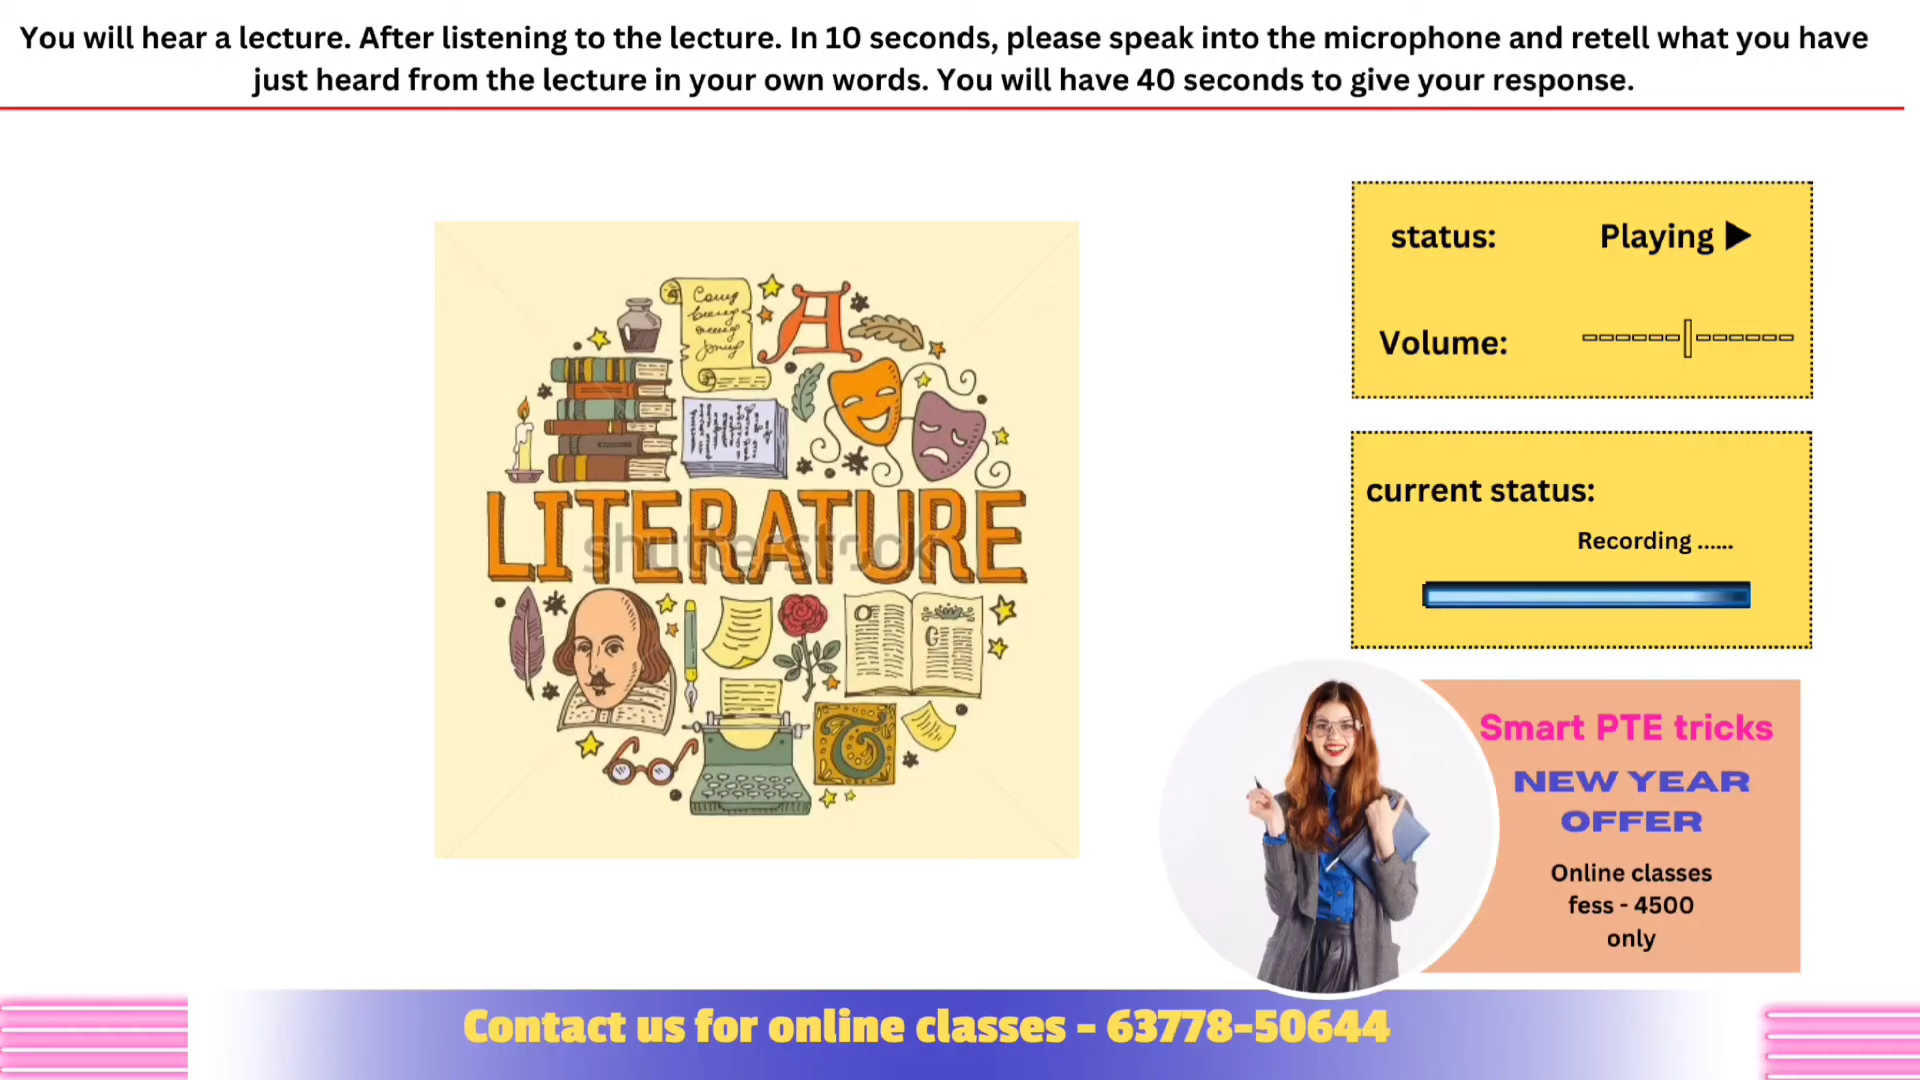 You will hear a lecture. After listening to the lecture. In 10 seconds, please speak into the microphone and retell what you have
just heard from the lecture in your own words. You will have 40 seconds to give your response.
status: Playing
Volume:
current status:
Recording ......
A
LITERATURE
shutterstock
Smart PTE tricks
NEW YEAR
OFFER
Online classes
fess - 4500
only
Contact us for online classes - 63778-50644